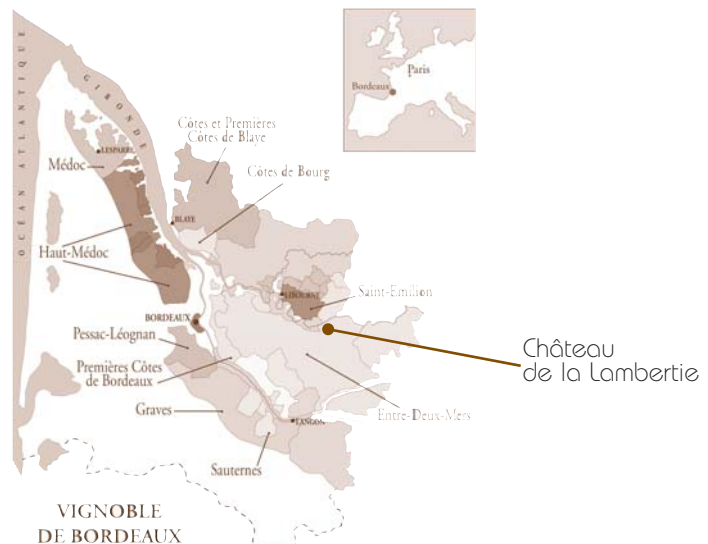 OCÉAN ATLANTIQUE
GIRONDE
Paris
Bordeaux
Côtes et Premières
Côtes de Blaye
LESPARRE
Médoc
Côtes de Bourg
BLAYE
Haut-Médoc
LIBOURNE
Saint-Emilion
BORDEAUX
Pessac-Léognan
Château
de la Lambertie
Premières Côtes
de Bordeaux
Graves
Entre-Deux-Mers
LANGON
Sauternes
VIGNOBLE
DE BORDEAUX